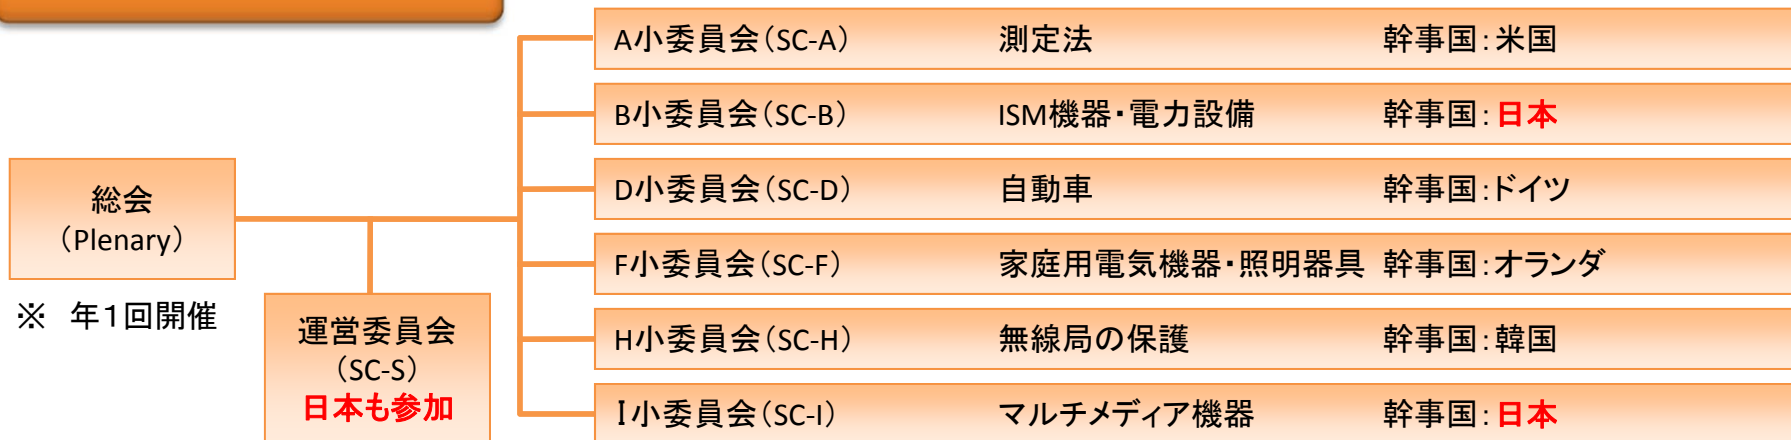 A小委員会(SC-A) 測定法 幹事国:米国
B小委員会(SC-B) ISM機器・電力設備 幹事国:日本
D小委員会(SC-D) 自動車 幹事国:ドイツ
F小委員会(SC-F) 家庭用電気機器・照明器具 幹事国:オランダ
H小委員会(SC-H) 無線局の保護 幹事国:韓国
I小委員会(SC-I) マルチメディア機器 幹事国:日本
総会
(Plenary)
※ 年1回開催
運営委員会
(SC-S)
日本も参加